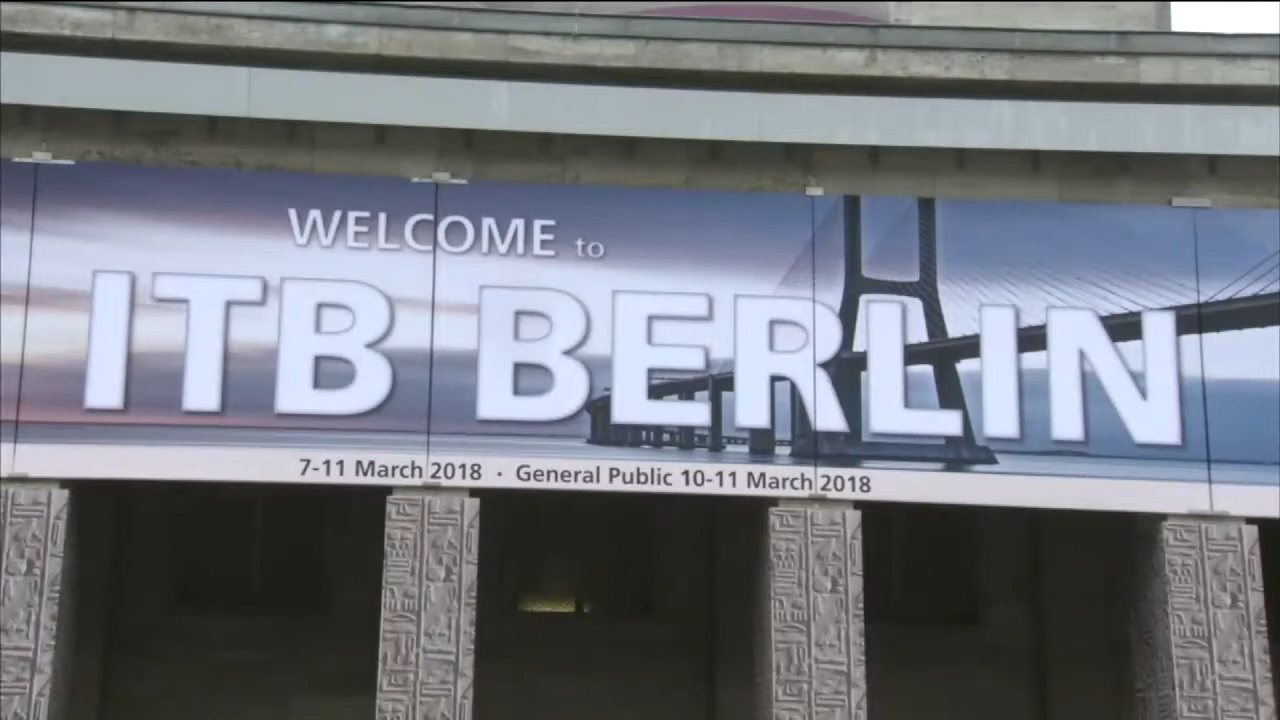 WELCOME to
ITB BERLIN
7-11 March 2018 · General Public 10-11 March 2018